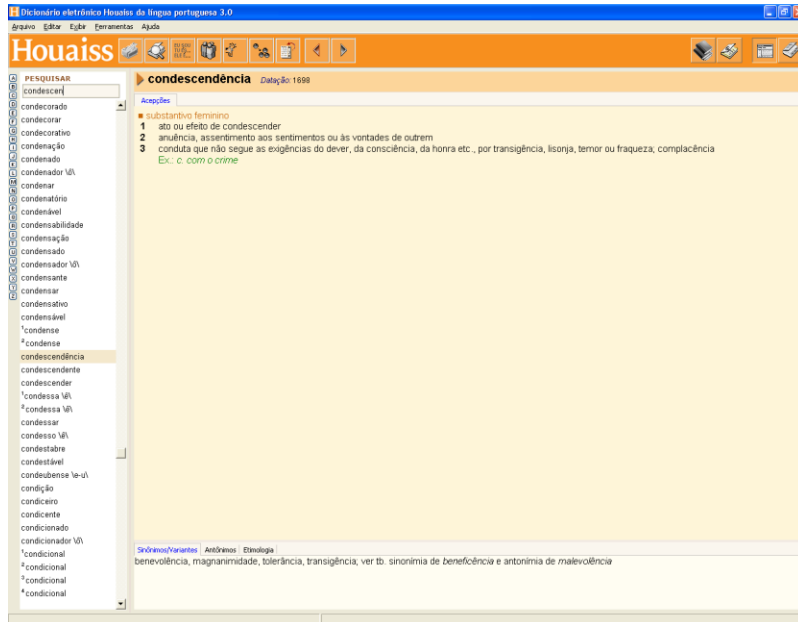 Dicionário eletrônico Houaiss da língua portuguesa 3.0
Arquivo Editar Exibir Ferramentas Ajuda
Houaiss
PESQUISAR
condescen
condecorado
condecorar
condecorativo
condenação
condenado
condenador \ô\
condenar
condenatório
condenável
condensabilidade
condensação
condensado
condensador \ô\
condensante
condensar
condensativo
condensável
¹condense
²condense
condescendência
condescendente
condescender
¹condessa \ê\
²condessa \ê\
condessar
condesso \ê\
condestabre
condestável
condeubense \e-u\
condição
condiceiro
condicente
condicionado
condicionador \ô\
¹condicional
²condicional
³condicional
⁴condicional
condescendência Datação: 1698
Acepções
substantivo feminino
1 ato ou efeito de condescender
2 anuência, assentimento aos sentimentos ou às vontades de outrem
3 conduta que não segue as exigências do dever, da consciência, da honra etc., por transigência, lisonja, temor ou fraqueza; complacência
Ex.: c. com o crime
Sinônimos/Variantes Antônimos Etimologia
benevolência, magnanimidade, tolerância, transigência; ver tb. sinonímia de beneficência e antonímia de malevolência